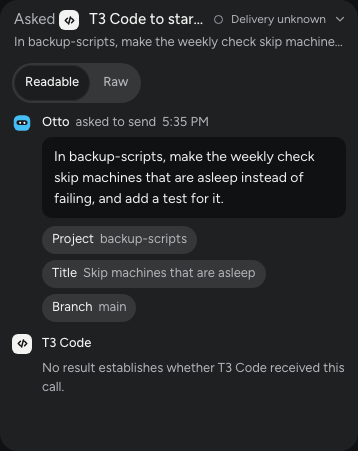 Asked T3 Code to star... Delivery unknown
In backup-scripts, make the weekly check skip machine...
Readable Raw
Otto asked to send 5:35 PM
In backup-scripts, make the weekly check
skip machines that are asleep instead of
failing, and add a test for it.
Project backup-scripts
Title Skip machines that are asleep
Branch main
T3 Code
No result establishes whether T3 Code received this
call.